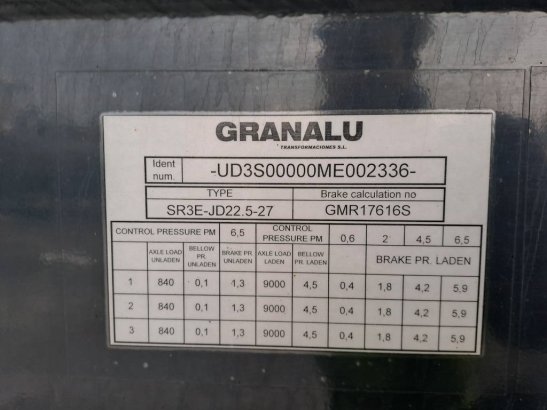 GRANALU
TRANSFORMACIONES S.L.
Ident num. -UD3S00000ME002336-
TYPE Brake calculation no
SR3E-JD22.5-27 GMR17616S
CONTROL PRESSURE PM 6,5 CONTROL PRESSURE PM 0,6 2 4,5 6,5
AXLE LOAD UNLADEN BELLOW PR. UNLADEN BRAKE PR. UNLADEN AXLE LOAD LADEN BELLOW PR. LADEN BRAKE PR. LADEN
1 840 0,1 1,3 9000 4,5 0,4 1,8 4,2 5,9
2 840 0,1 1,3 9000 4,5 0,4 1,8 4,2 5,9
3 840 0,1 1,3 9000 4,5 0,4 1,8 4,2 5,9